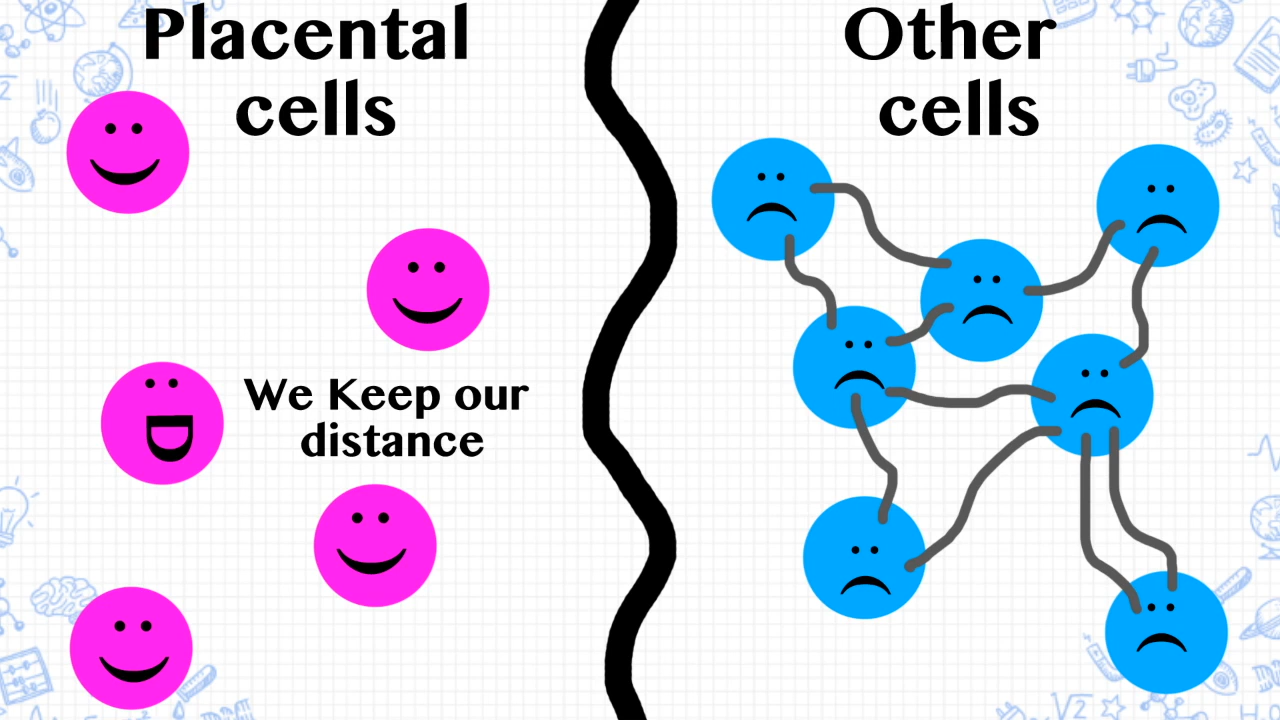 Placental
cells
We Keep our
distance
Other
cells